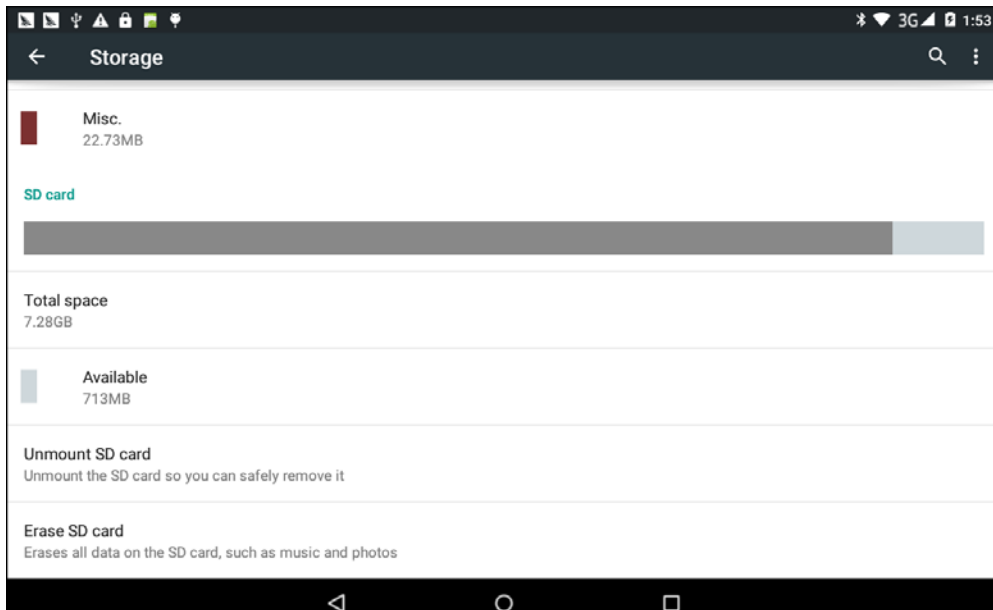 3G 1:53
Storage
Misc.
22.73MB
SD card
Total space
7.28GB
Available
713MB
Unmount SD card
Unmount the SD card so you can safely remove it
Erase SD card
Erases all data on the SD card, such as music and photos